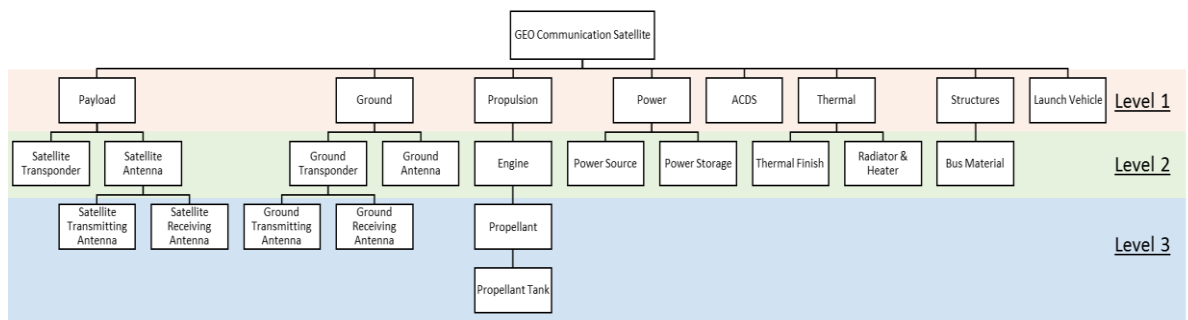 GEO Communication Satellite
Payload
Ground
Propulsion
Power
ACDS
Thermal
Structures
Launch Vehicle
Level 1
Satellite
Transponder
Satellite
Antenna
Ground
Transponder
Ground
Antenna
Engine
Power Source
Power Storage
Thermal Finish
Radiator &
Heater
Bus Material
Level 2
Satellite
Transmitting
Antenna
Satellite
Receiving
Antenna
Ground
Transmitting
Antenna
Ground
Receiving
Antenna
Propellant
Level 3
Propellant Tank